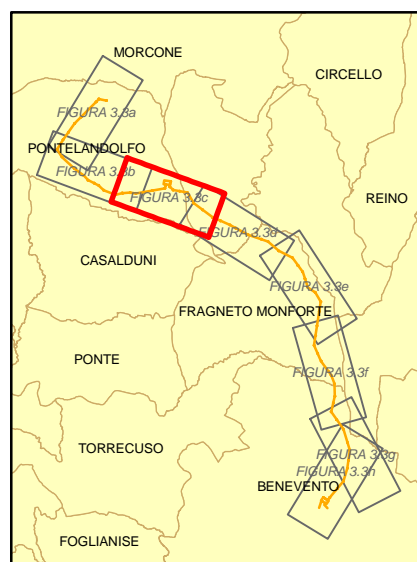 MORCONE
CIRCELLO
FIGURA 3.3a
PONTELANDOLFO
FIGURA 3.3b
REINO
FIGURA 3.3c
FIGURA 3.3d
CASALDUNI
FIGURA 3.3e
FRAGNETO MONFORTE
PONTE
FIGURA 3.3f
TORRECUSO
FIGURA 3.3g
FIGURA 3.3h
BENEVENTO
FOGLIANISE